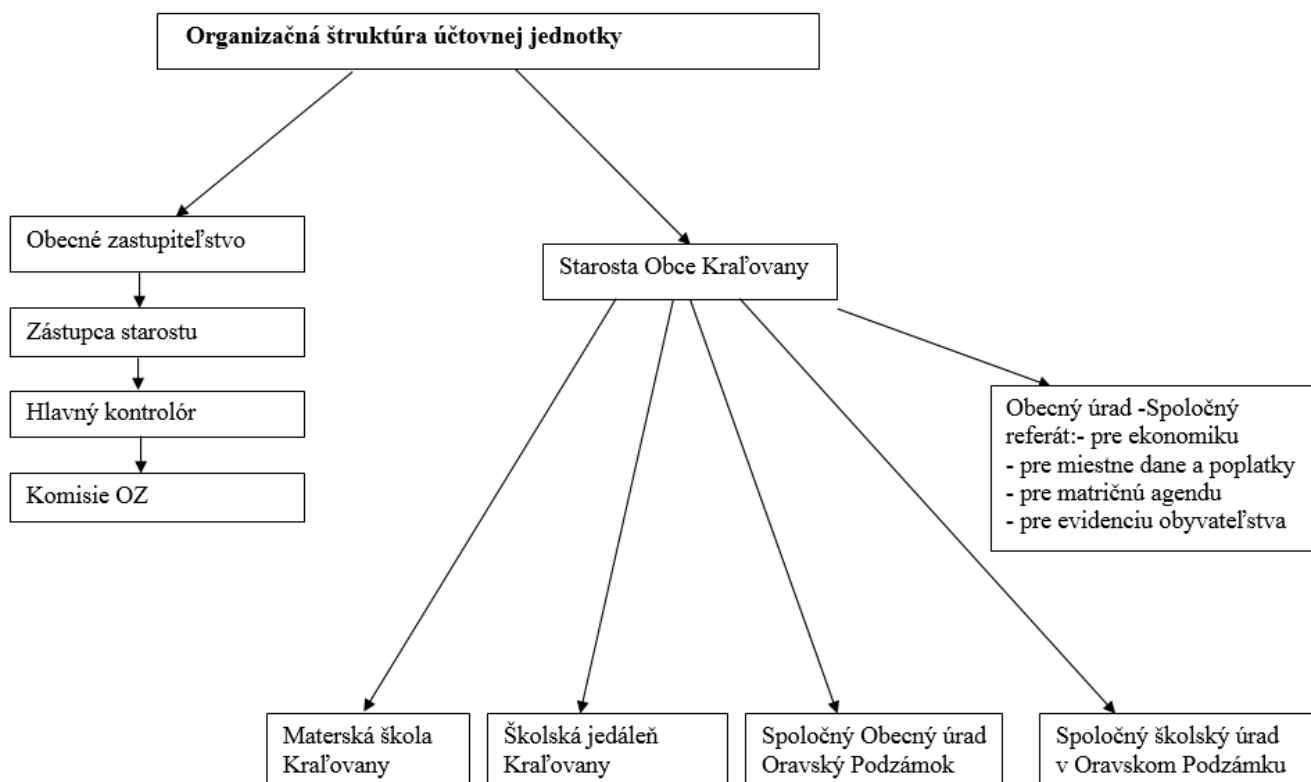 Organizačná štruktúra účtovnej jednotky
Obecné zastupiteľstvo
Starosta Obce Kraľovany
Zástupca starostu
Hlavný kontrolór
Komisie OZ
Obecný úrad -Spoločný
referát:- pre ekonomiku
- pre miestne dane a poplatky
- pre matričnú agendu
- pre evidenciu obyvateľstva
Materská škola
Kraľovany
Školská jedáleň
Kraľovany
Spoločný Obecný úrad
Oravský Podzámok
Spoločný školský úrad
v Oravskom Podzámku